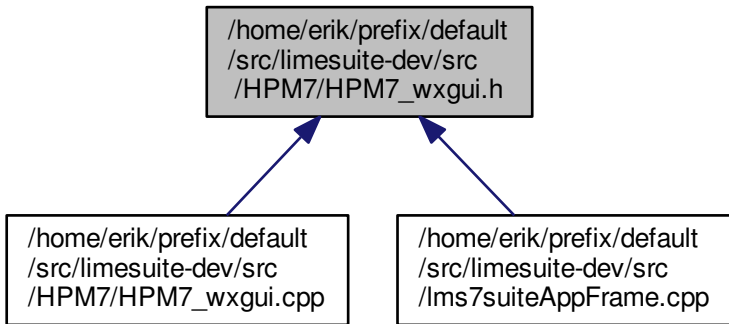 /home/erik/prefix/default
/src/limesuite-dev/src
/HPM7/HPM7_wxgui.h
/home/erik/prefix/default
/src/limesuite-dev/src
/HPM7/HPM7_wxgui.cpp
/home/erik/prefix/default
/src/limesuite-dev/src
/lms7suiteAppFrame.cpp